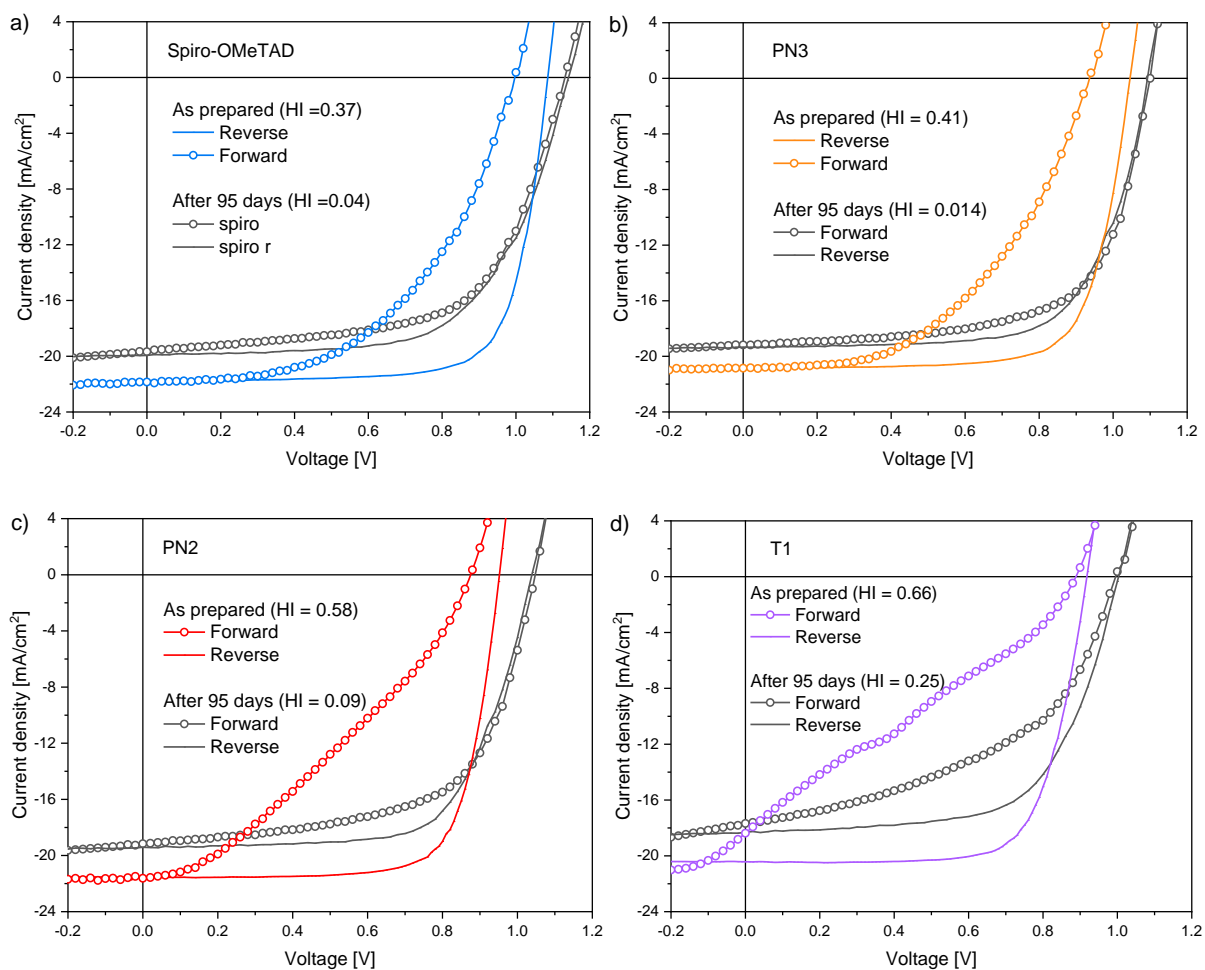 a)
Spiro-OMeTAD
As prepared (HI =0.37)
Reverse
Forward
After 95 days (HI =0.04)
spiro
spiro r
Current density [mA/cm²]
4
0
-4
-8
-12
-16
-20
-24
-0.2 0.0 0.2 0.4 0.6 0.8 1.0 1.2
Voltage [V]
b)
PN3
As prepared (HI = 0.41)
Reverse
Forward
After 95 days (HI = 0.014)
Forward
Reverse
Current density [mA/cm²]
4
0
-4
-8
-12
-16
-20
-24
-0.2 0.0 0.2 0.4 0.6 0.8 1.0 1.2
Voltage [V]
c)
PN2
As prepared (HI = 0.58)
Forward
Reverse
After 95 days (HI = 0.09)
Forward
Reverse
Current density [mA/cm²]
4
0
-4
-8
-12
-16
-20
-24
-0.2 0.0 0.2 0.4 0.6 0.8 1.0 1.2
Voltage [V]
d)
T1
As prepared (HI = 0.66)
Forward
Reverse
After 95 days (HI = 0.25)
Forward
Reverse
Current density [mA/cm²]
4
0
-4
-8
-12
-16
-20
-24
-0.2 0.0 0.2 0.4 0.6 0.8 1.0 1.2
Voltage [V]